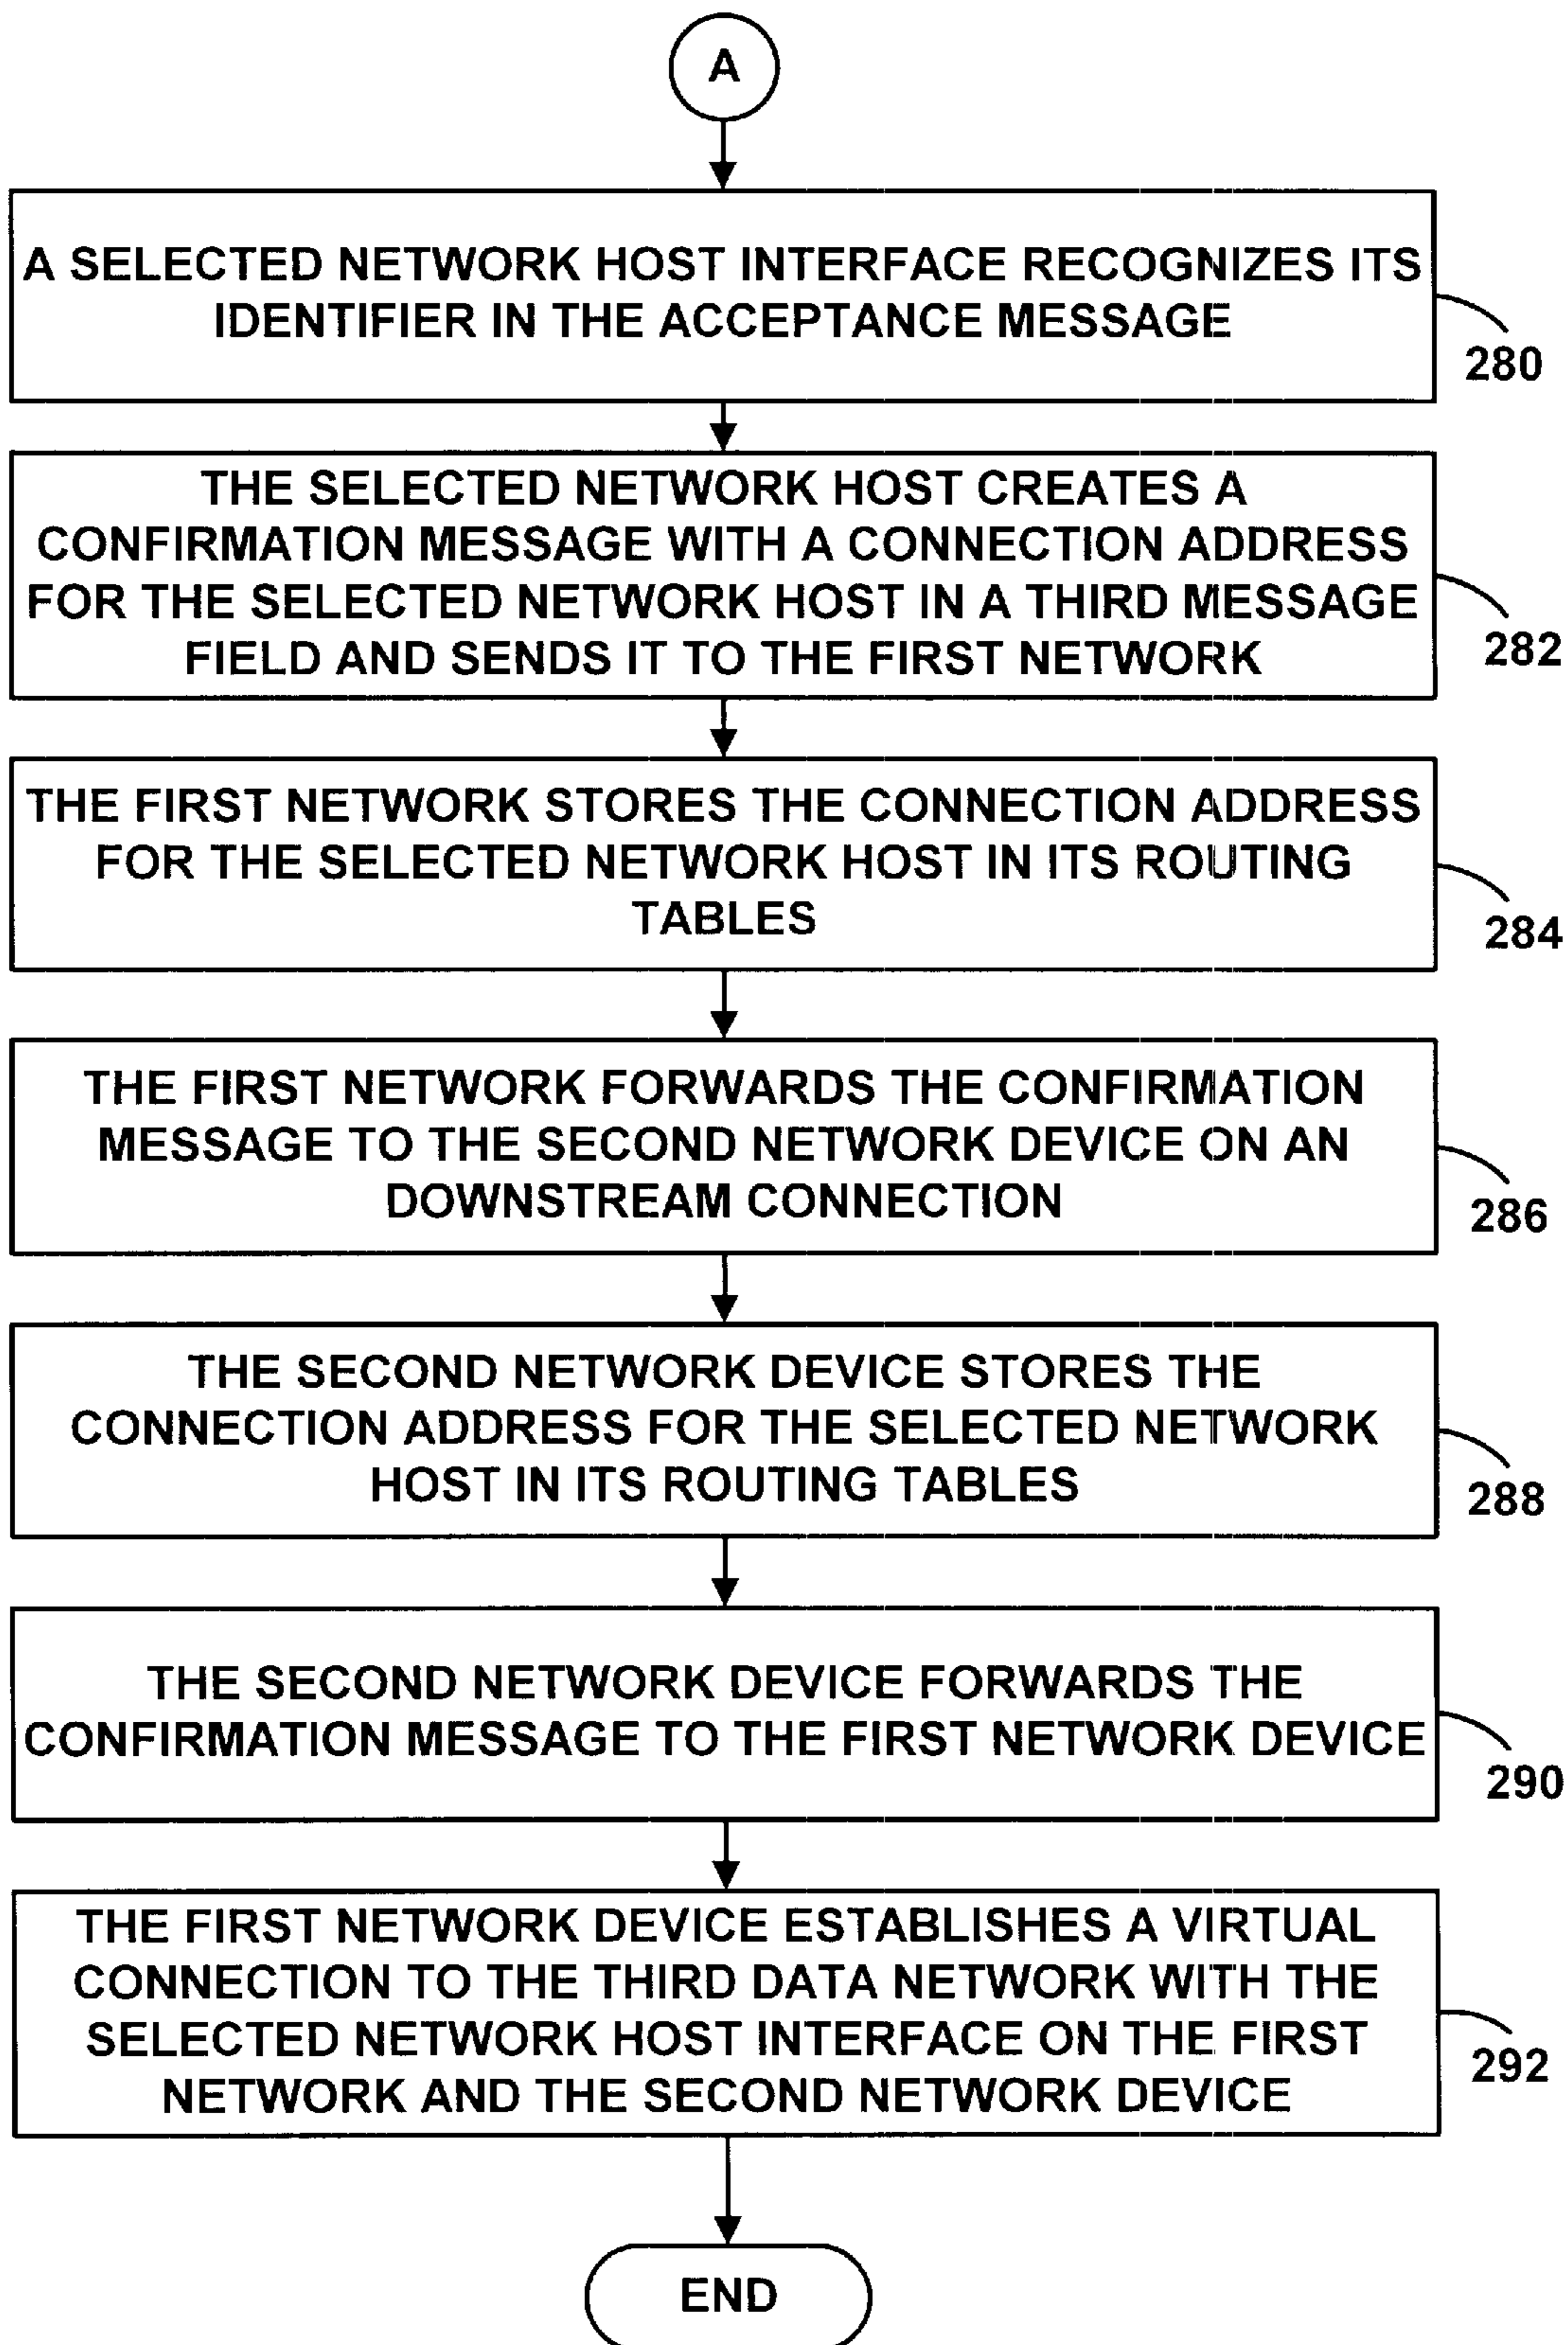 A
A SELECTED NETWORK HOST INTERFACE RECOGNIZES ITS
IDENTIFIER IN THE ACCEPTANCE MESSAGE
280
THE SELECTED NETWORK HOST CREATES A
CONFIRMATION MESSAGE WITH A CONNECTION ADDRESS
FOR THE SELECTED NETWORK HOST IN A THIRD MESSAGE
FIELD AND SENDS IT TO THE FIRST NETWORK
282
THE FIRST NETWORK STORES THE CONNECTION ADDRESS
FOR THE SELECTED NETWORK HOST IN ITS ROUTING
TABLES
284
THE FIRST NETWORK FORWARDS THE CONFIRMATION
MESSAGE TO THE SECOND NETWORK DEVICE ON AN
DOWNSTREAM CONNECTION
286
THE SECOND NETWORK DEVICE STORES THE
CONNECTION ADDRESS FOR THE SELECTED NETWORK
HOST IN ITS ROUTING TABLES
288
THE SECOND NETWORK DEVICE FORWARDS THE
CONFIRMATION MESSAGE TO THE FIRST NETWORK DEVICE
290
THE FIRST NETWORK DEVICE ESTABLISHES A VIRTUAL
CONNECTION TO THE THIRD DATA NETWORK WITH THE
SELECTED NETWORK HOST INTERFACE ON THE FIRST
NETWORK AND THE SECOND NETWORK DEVICE
292
END